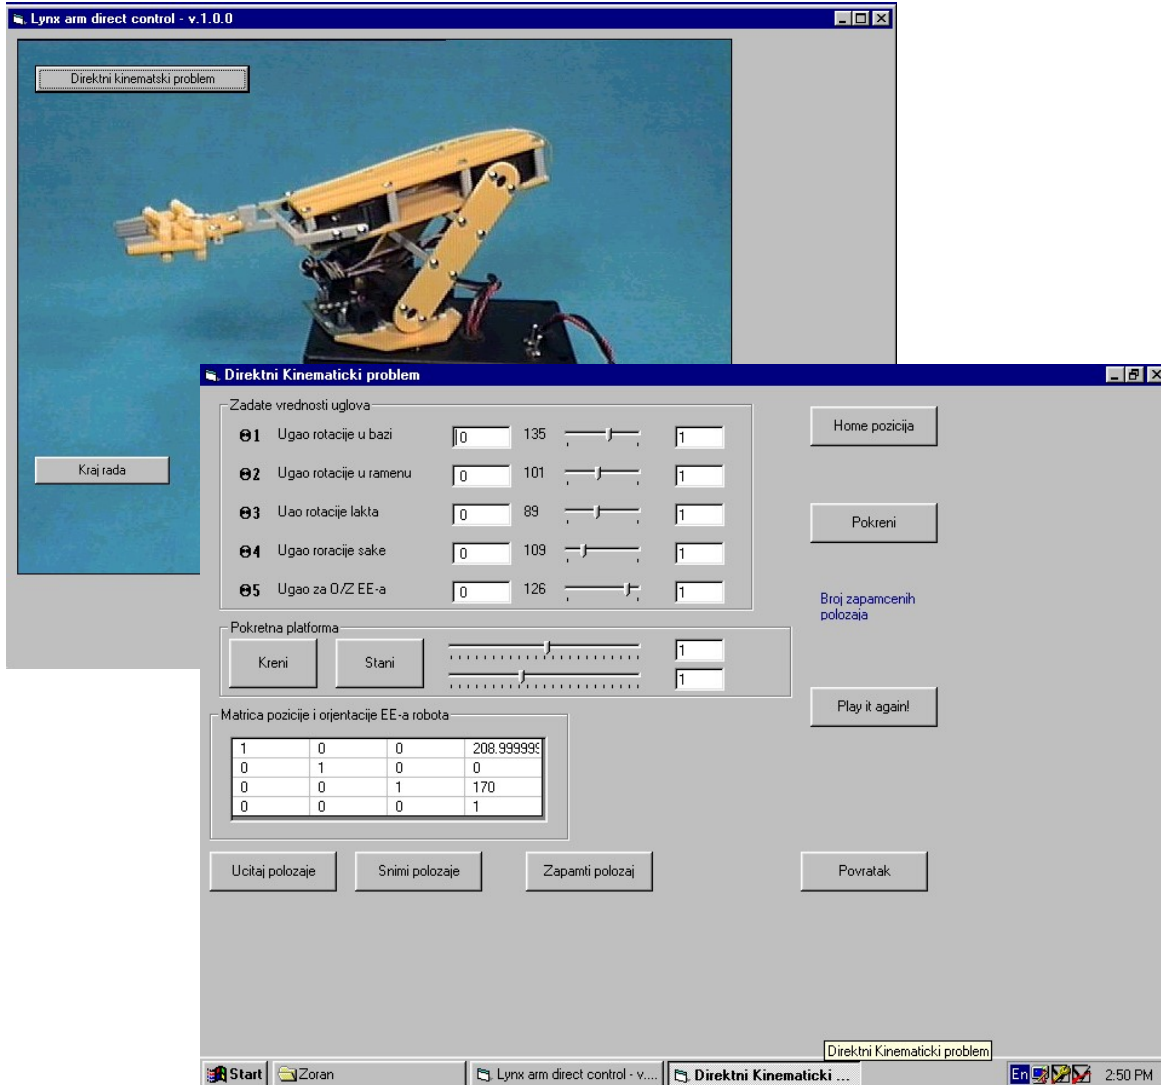 Lynx arm direct control - v.1.0.0
Direktni kinematski problem
Kraj rada
Direktni Kinematicki problem
Zadate vrednosti uglova
Θ1 Ugao rotacije u bazi 0 135 1
Θ2 Ugao rotacije u ramenu 0 101 1
Θ3 Uao rotacije lakta 0 89 1
Θ4 Ugao roracije sake 0 109 1
Θ5 Ugao za O/Z EE-a 0 126 1
Home pozicija
Pokreni
Broj zapamcenih
polozaja
Pokretna platforma
Kreni Stani 1
1
Play it again!
Matrica pozicije i orjentacije EE-a robota
1 0 0 208.999999
0 1 0 0
0 0 1 170
0 0 0 1
Ucitaj polozaje Snimi polozaje Zapamti polozaj Povratak
Direktni Kinematicki problem
Start Zoran Lynx arm direct control - v.... Direktni Kinematicki ... En 2:50 PM